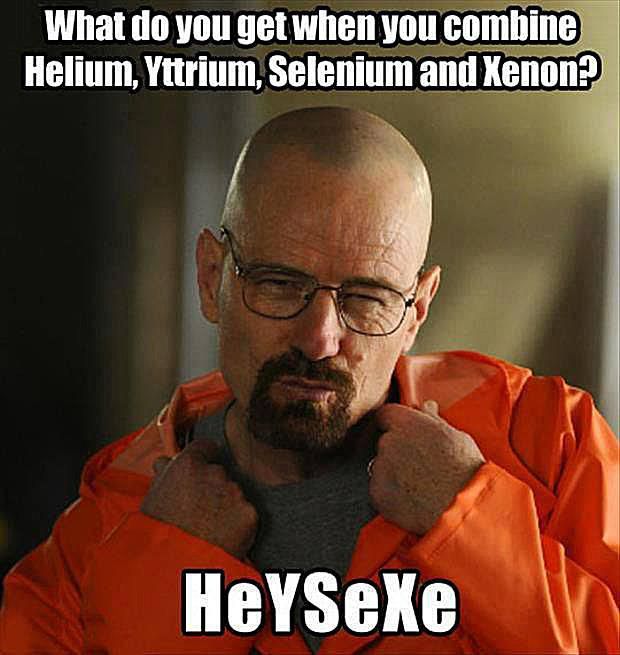 What do you get when you combine
Helium, Yttrium, Selenium and Xenon?
HeYSeXe